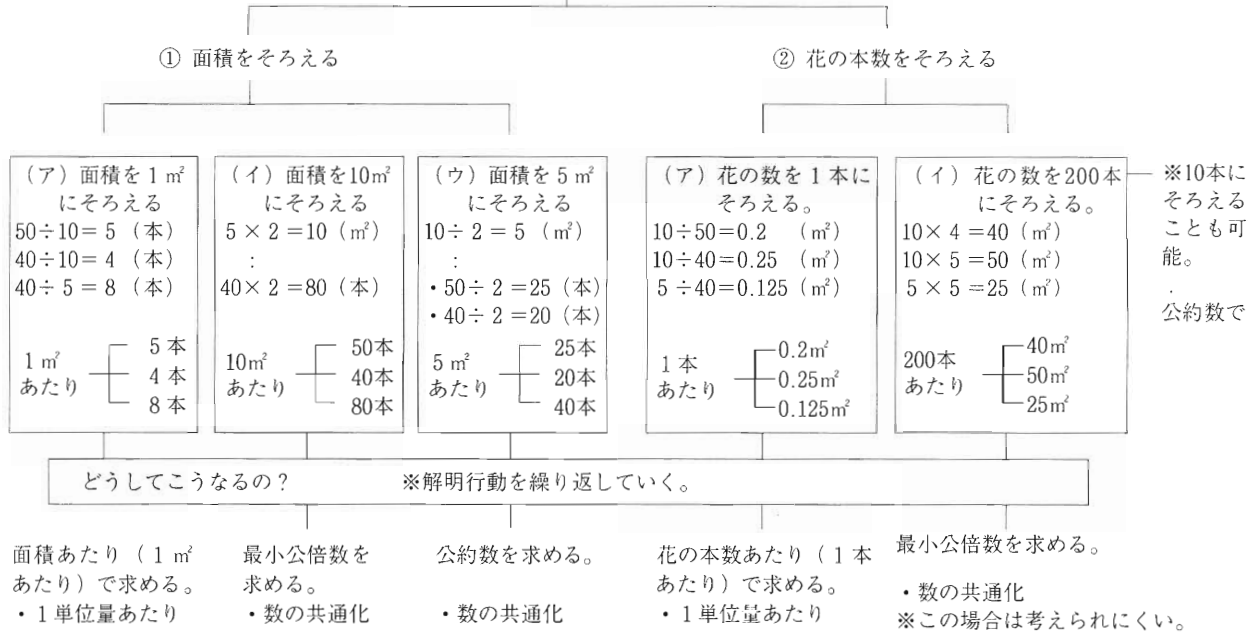 ① 面積をそろえる
② 花の本数をそろえる
(ア) 面積を1㎡
にそろえる
50÷10=5 (本)
40÷10=4 (本)
40÷5=8 (本)
1㎡
あたり
5本
4本
8本
(イ) 面積を10㎡
にそろえる
5×2=10 (㎡)
:
40×2=80 (本)
10㎡
あたり
50本
40本
80本
(ウ) 面積を5㎡
にそろえる
10÷2=5 (㎡)
:
・50÷2=25 (本)
・40÷2=20 (本)
5㎡
あたり
25本
20本
40本
(ア) 花の数を1本に
そろえる。
10÷50=0.2 (㎡)
10÷40=0.25 (㎡)
5÷40=0.125 (㎡)
1本
あたり
0.2㎡
0.25㎡
0.125㎡
(イ) 花の数を200本
にそろえる。
10×4=40 (㎡)
10×5=50 (㎡)
5×5=25 (㎡)
200本
あたり
40㎡
50㎡
25㎡
※10本に
そろえる
ことも可
能。
.
公約数で
どうしてこうなるの? ※解明行動を繰り返していく。
面積あたり (1㎡
あたり) で求める。
・1単位量あたり
最小公倍数を
求める。
・数の共通化
公約数を求める。
・数の共通化
花の本数あたり (1本
あたり) で求める。
・1単位量あたり
最小公倍数を求める。
・数の共通化
※この場合は考えられにくい。